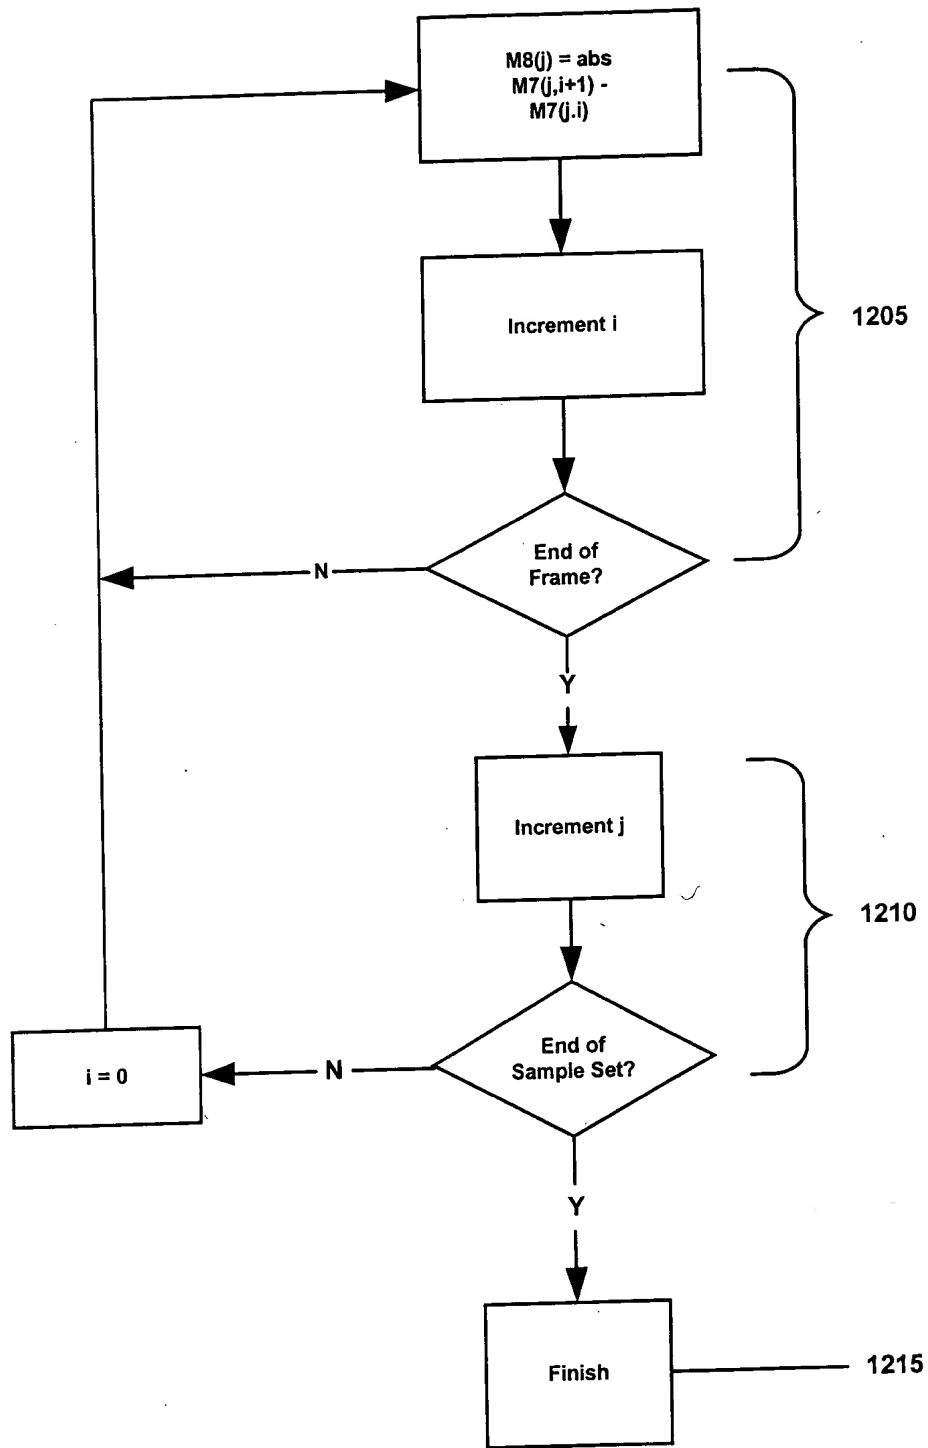 M8(j) = abs
M7(j,i+1) -
M7(j.i)
1205
Increment i
End of
Frame?
N
Y
Increment j
1210
End of
Sample Set?
N
i = 0
Y
Finish
1215